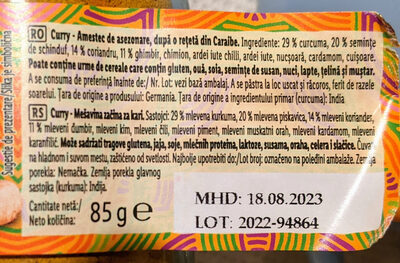 RO Curry - Amestec de asezonare, după o rețetă din Caraibe. Ingrediente: 29 % curcuma, 20 % semințe
de schinduf, 14 % coriandru, 11 % ghimbir, chimion, ardei iute chilli, ardei iute, nucșoară, cardamom, cuișoare.
Poate conține urme de cereale care conțin gluten, ouă, soia, semințe de susan, nuci, lapte, țelină și muștar.
A se consuma de preferință înainte de:/ Nr. Lot: vezi bază ambalaj. A se păstra la loc uscat și răcoros, ferit de razele
soarelui. Țara de origine a produsului: Germania. Țara de origine a ingredientului primar (curcuma): India.
RS Curry - Mešavina začina za kari. Sastojci: 29 % mlevena kurkuma, 20 % mlevena piskavica, 14 % mleveni korijander,
11 % mleveni đumbir, mleveni kim, mleveni čili, mleveni piment, mleveni muskatni orah, mleveni kardamom, mleveni
karanfilić. Može sadržati tragove glutena, jaja, soje, mlečnih proteina, laktoze, susama, oraha, celera i slačice. Čuvati
na hladnom i suvom mestu, zaštićeno od svetlosti. Najbolje upotrebiti do:/Lot broj: označeno na poleđini ambalaže. Zemlja
porekla: Nemačka. Zemlja porekla glavnog
sastojka (kurkuma): Indija.
Cantitate netă/
Neto količina:
85 g e
MHD: 18.08.2023
LOT: 2022-94864
Sugestie de prezentare/Slika je simbolična